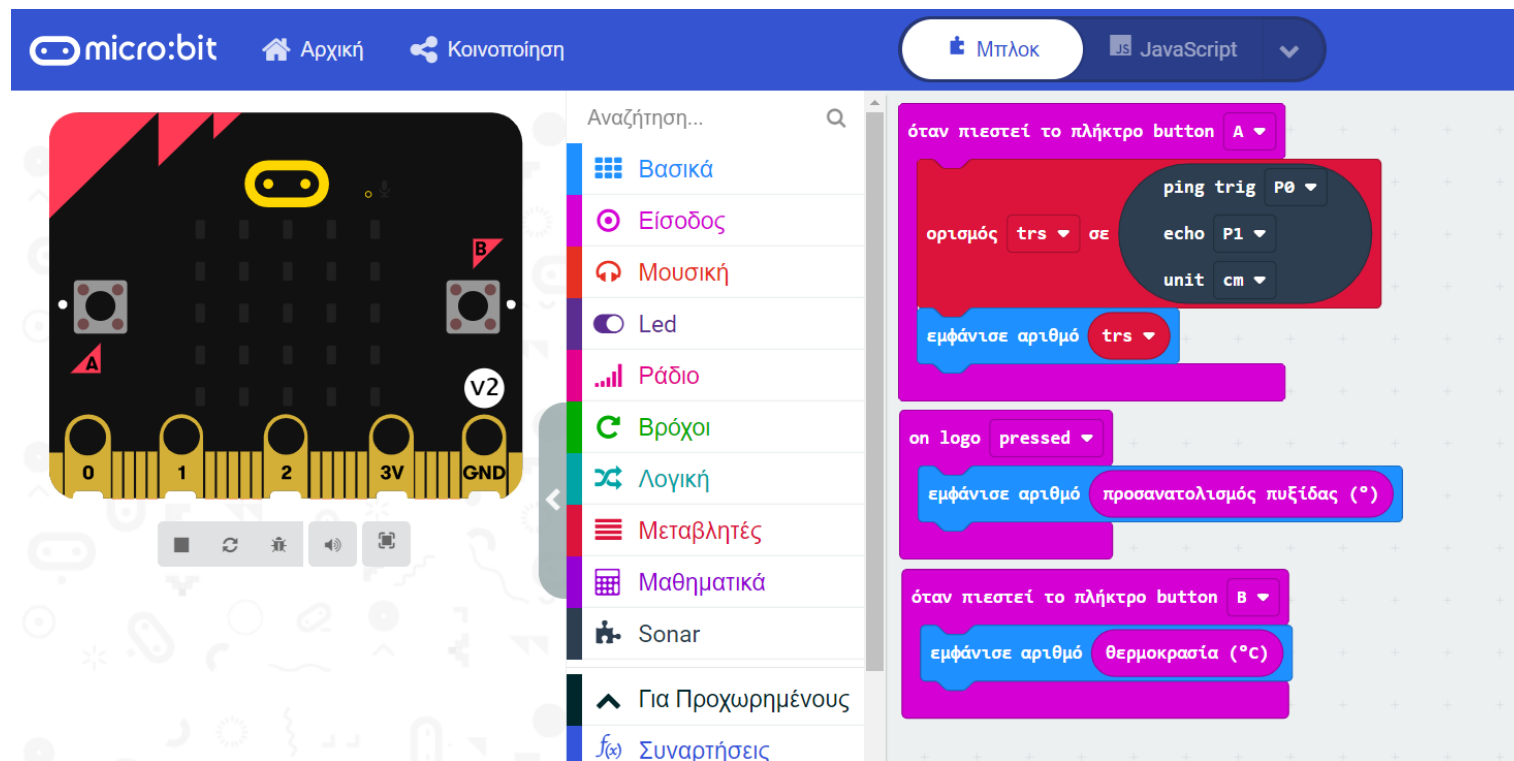 micro:bit Αρχική Κοινοποίηση Μπλοκ JS JavaScript
Αναζήτηση...
Βασικά
Είσοδος
Μουσική
Led
Ράδιο
Βρόχοι
Λογική
Μεταβλητές
Μαθηματικά
Sonar
Για Προχωρημένους
f(x) Συναρτήσεις
B
A
V2
0 1 2 3V GND
όταν πιεστεί το πλήκτρο button A
ορισμός trs σε
ping trig P0
echo P1
unit cm
εμφάνισε αριθμό trs
on logo pressed
εμφάνισε αριθμό προσανατολισμός πυξίδας (°)
όταν πιεστεί το πλήκτρο button B
εμφάνισε αριθμό θερμοκρασία (°C)